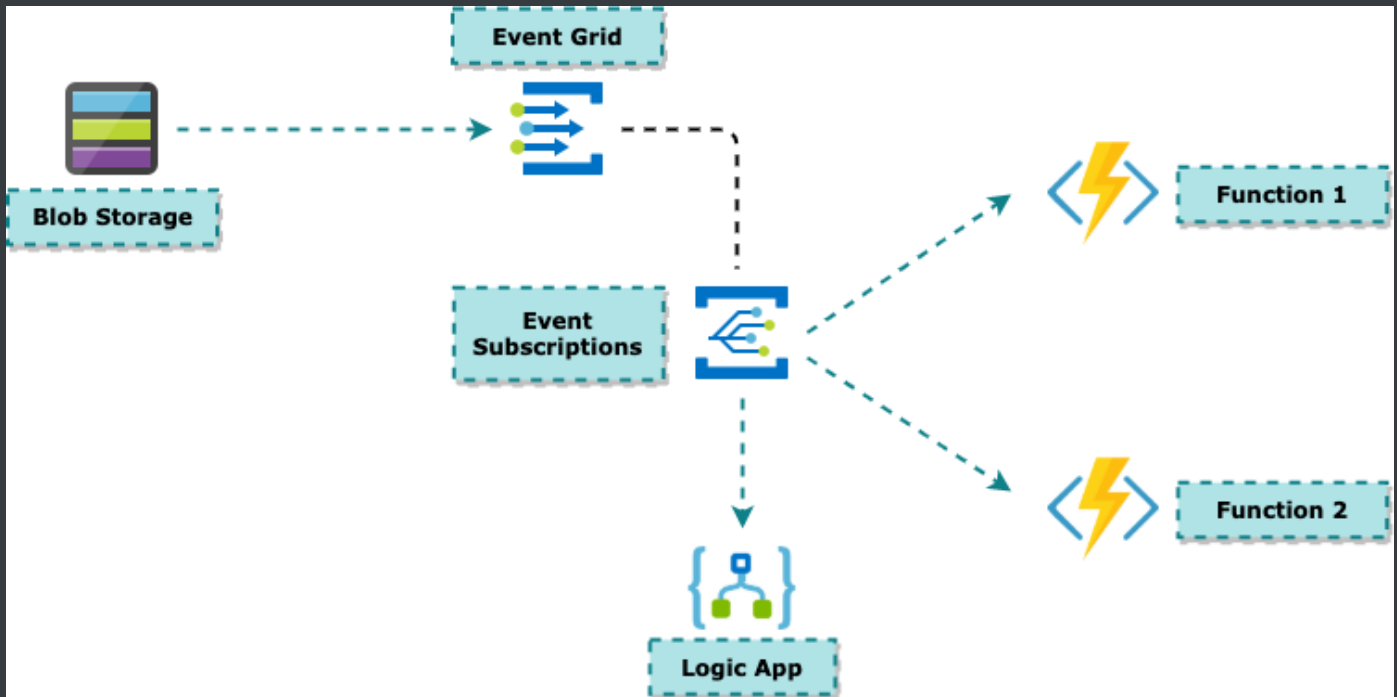 Event Grid
Blob Storage
Function 1
Event
Subscriptions
Function 2
Logic App